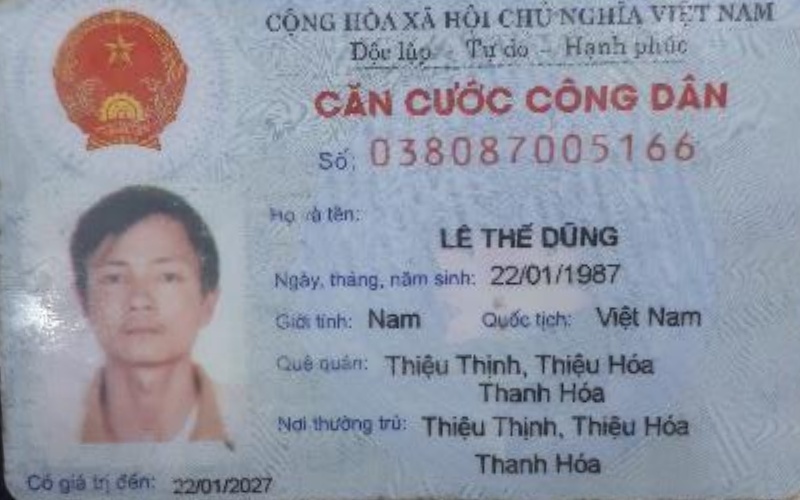 CỘNG HÒA XÃ HỘI CHỦ NGHĨA VIỆT NAM
Độc lập - Tự do - Hạnh phúc
CĂN CƯỚC CÔNG DÂN
Số: 038087005166
Họ và tên:
LÊ THẾ DŨNG
Ngày, tháng, năm sinh: 22/01/1987
Giới tính: Nam Quốc tịch: Việt Nam
Quê quán: Thiệu Thịnh, Thiệu Hóa
Thanh Hóa
Nơi thường trú: Thiệu Thịnh, Thiệu Hóa
Thanh Hóa
Có giá trị đến: 22/01/2027